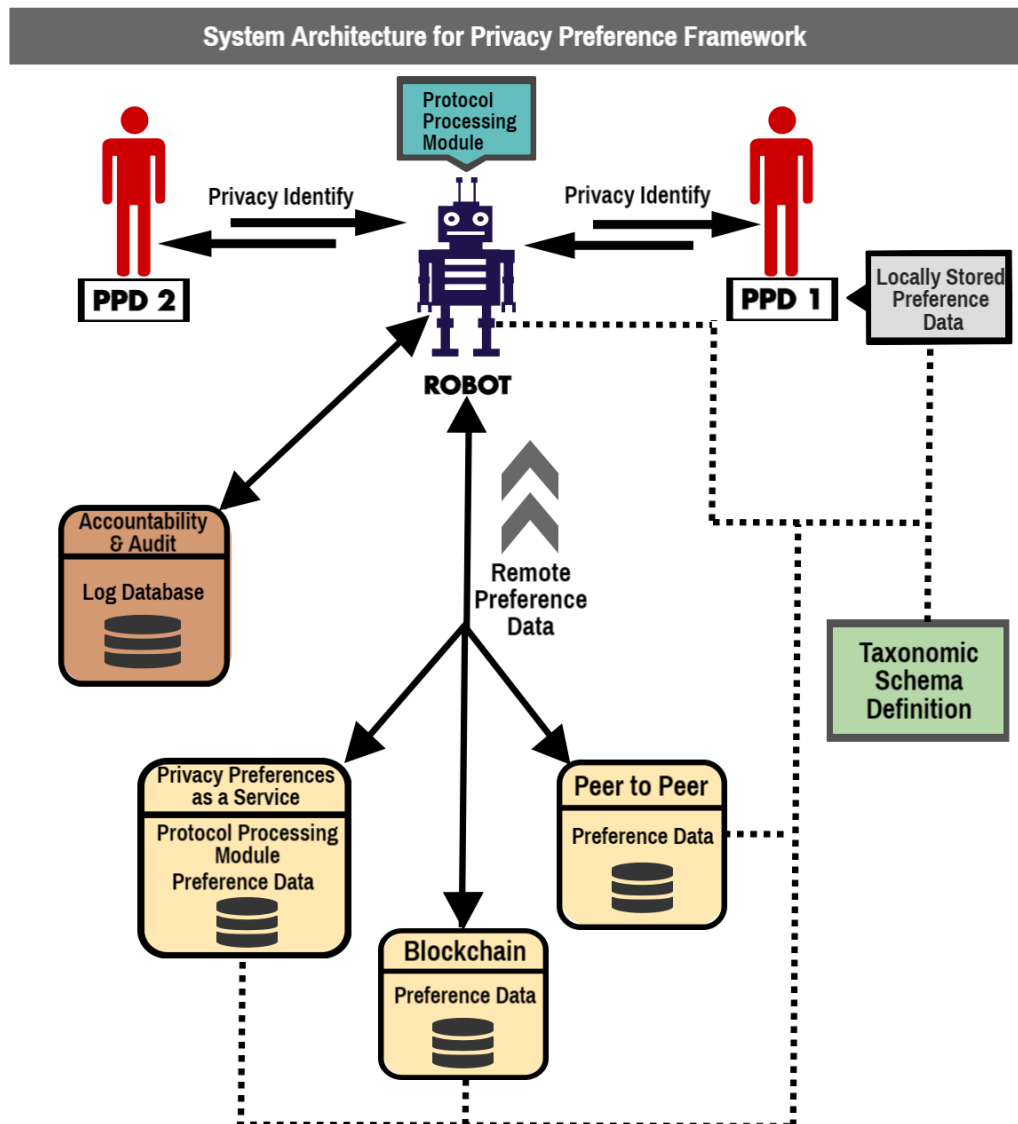 System Architecture for Privacy Preference Framework
Protocol
Processing
Module
Privacy Identify
Privacy Identify
PPD 2
PPD 1
Locally Stored
Preference
Data
ROBOT
Accountability
& Audit
Log Database
Remote
Preference
Data
Taxonomic
Schema
Definition
Privacy Preferences
as a Service
Protocol Processing
Module
Preference Data
Peer to Peer
Preference Data
Blockchain
Preference Data